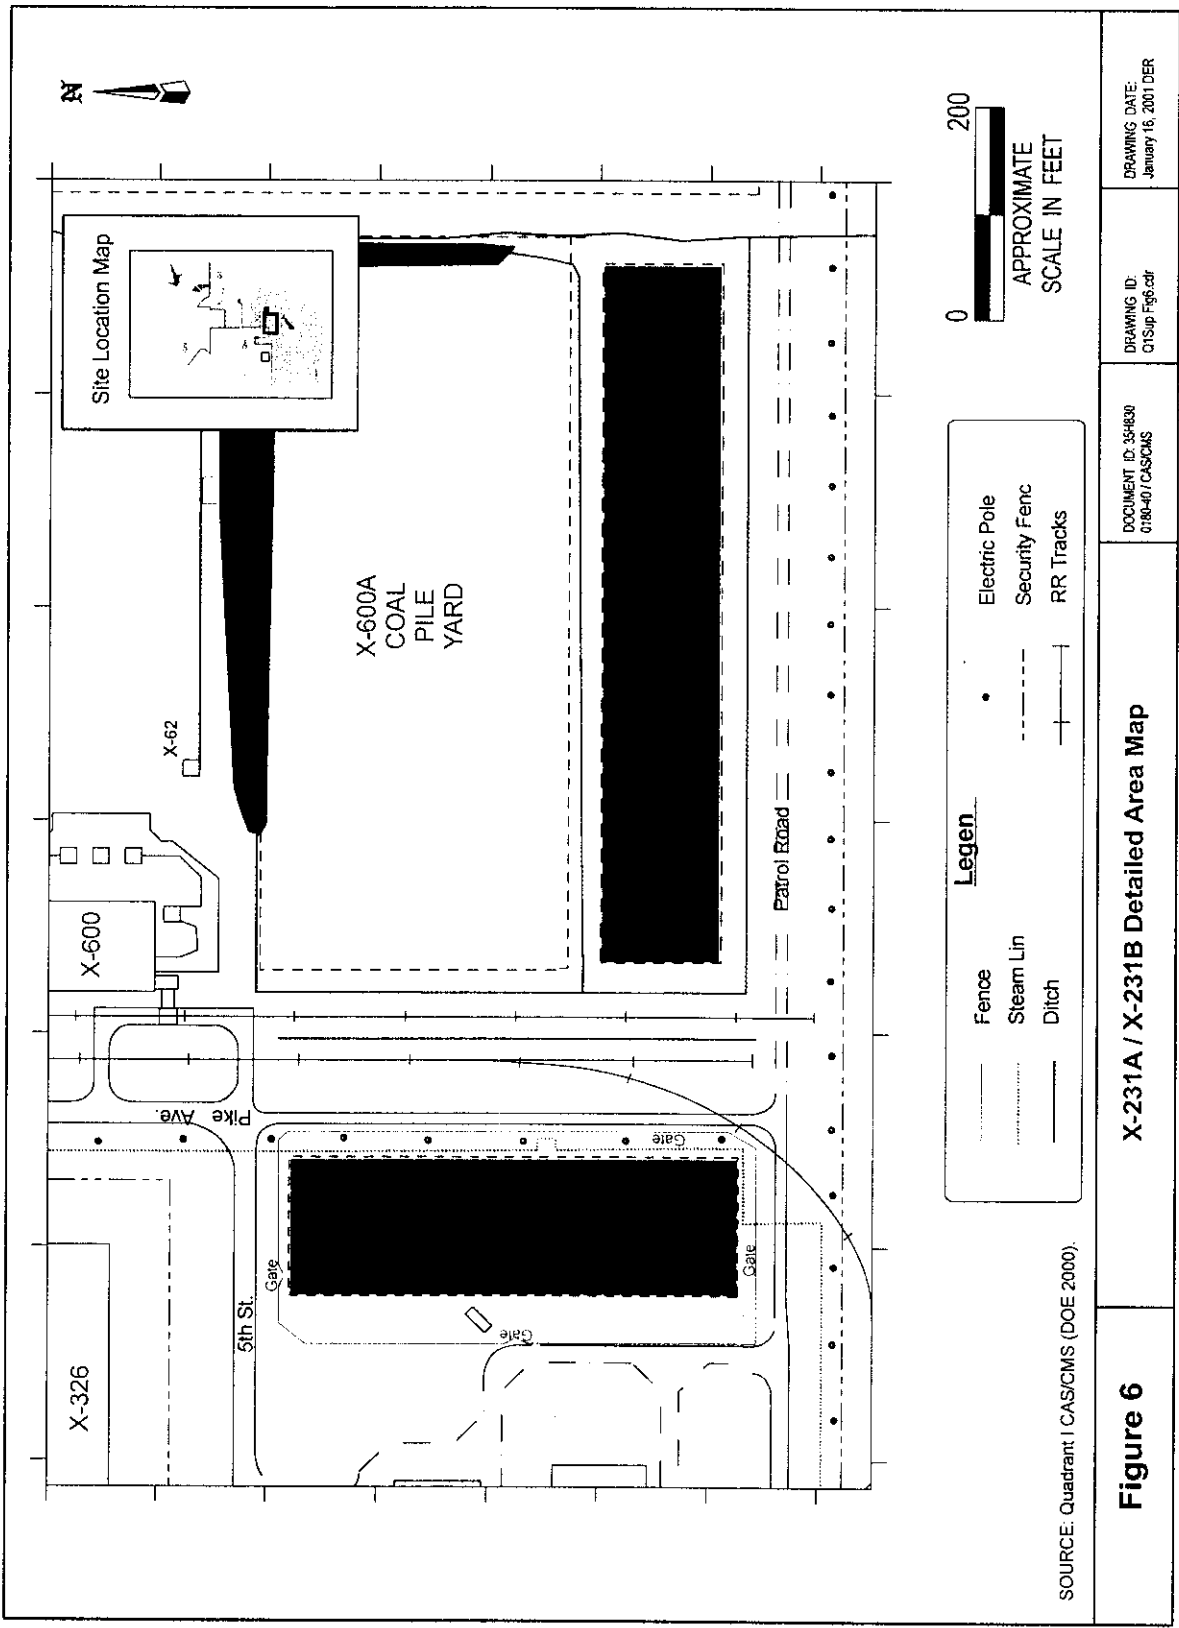 N
Site Location Map
X-62
X-600
X-600A
COAL
PILE
YARD
Pike
Ave.
X-326
5th St.
Gate
Gate
Gate
Gate
Patrol Road
Legen
Fence
Steam Lin
Ditch
Electric Pole
Security Fenc
RR Tracks
0
200
APPROXIMATE
SCALE IN FEET
SOURCE: Quadrant I CAS/CMS (DOE 2000).
Figure 6
X-231A / X-231B Detailed Area Map
DOCUMENT ID: 35H830
0180-40 / CAS/CMS
DRAWING ID:
Q1Sup Fig6.cdr
DRAWING DATE:
January 16, 2001 DER